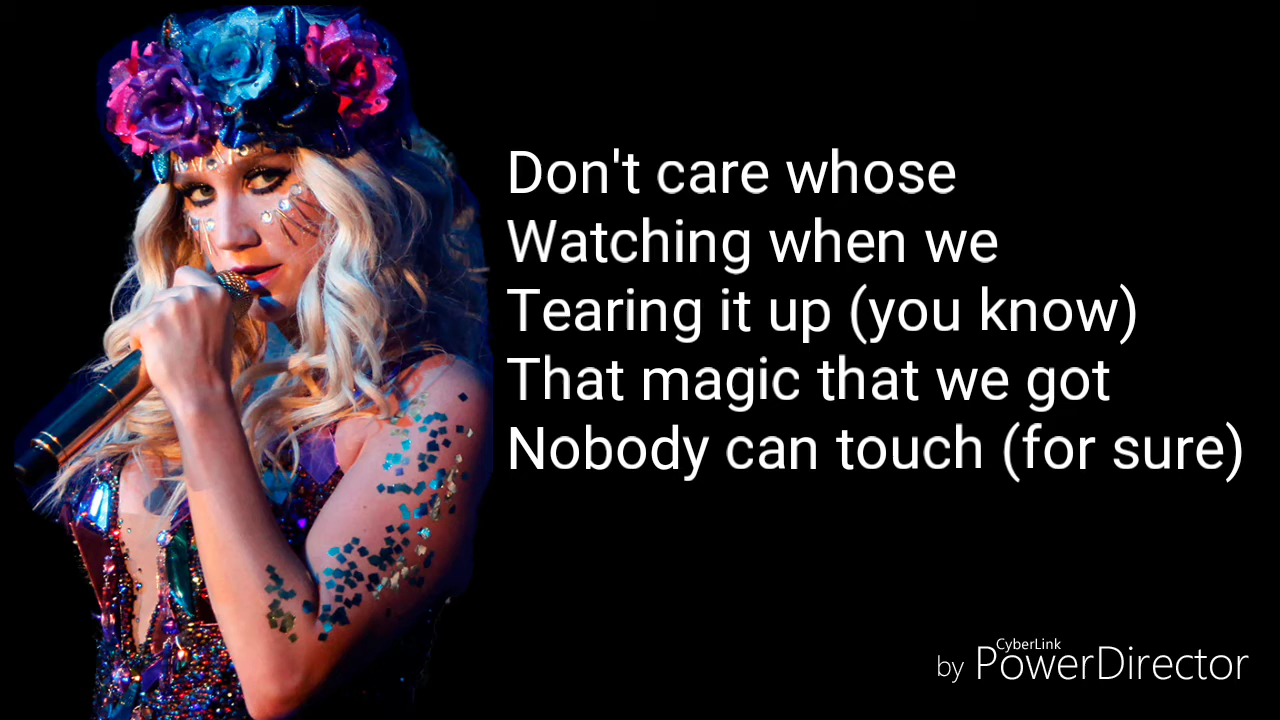 Don't care whose
Watching when we
Tearing it up (you know)
That magic that we got
Nobody can touch (for sure)
by CyberLink PowerDirector